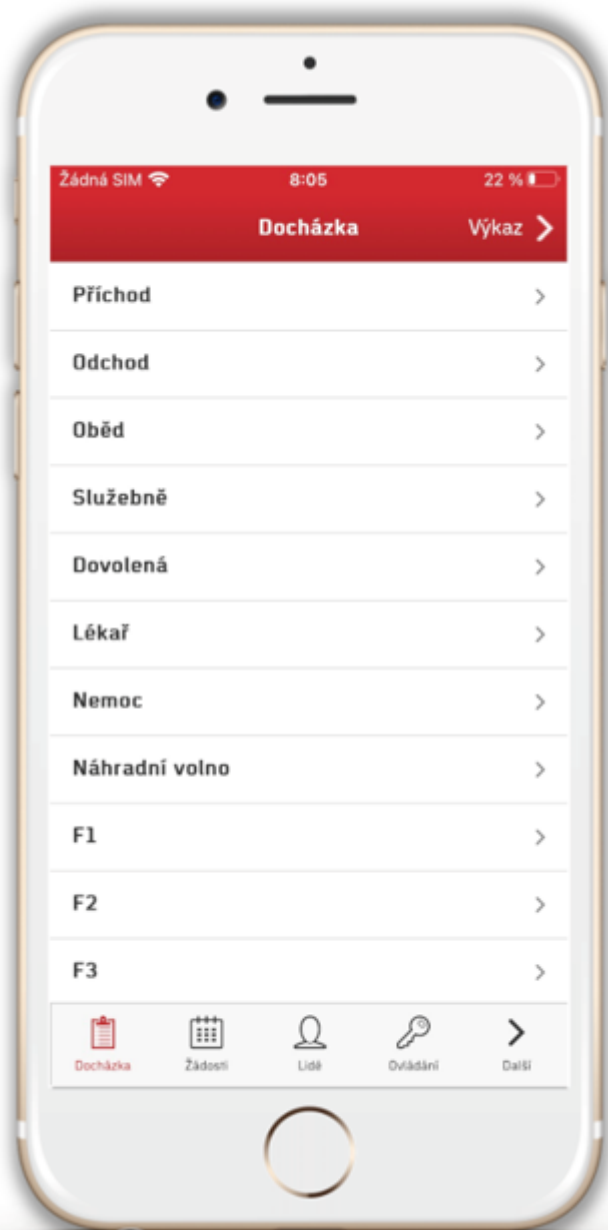 Žádná SIM 8:05 22 %
Docházka Výkaz
Příchod
Odchod
Oběd
Služebně
Dovolená
Lékař
Nemoc
Náhradní volno
F1
F2
F3
Docházka Žádosti Lidé Ovládání Další